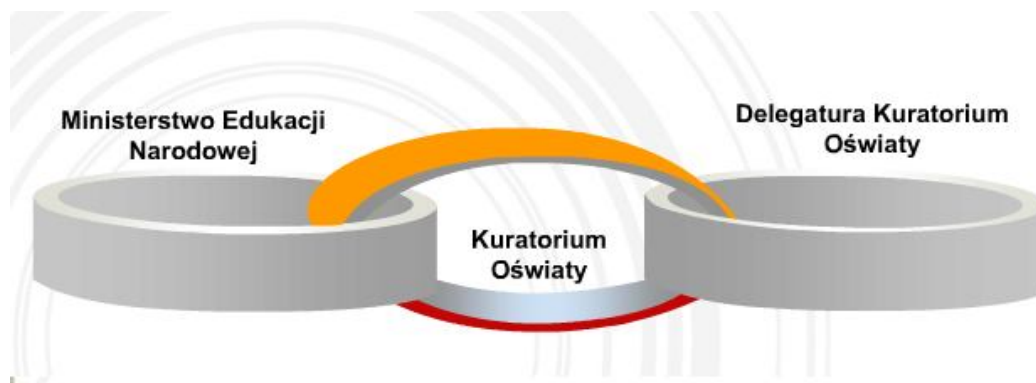 Ministerstwo Edukacji
Narodowej
Delegatura Kuratorium
Oświaty
Kuratorium
Oświaty